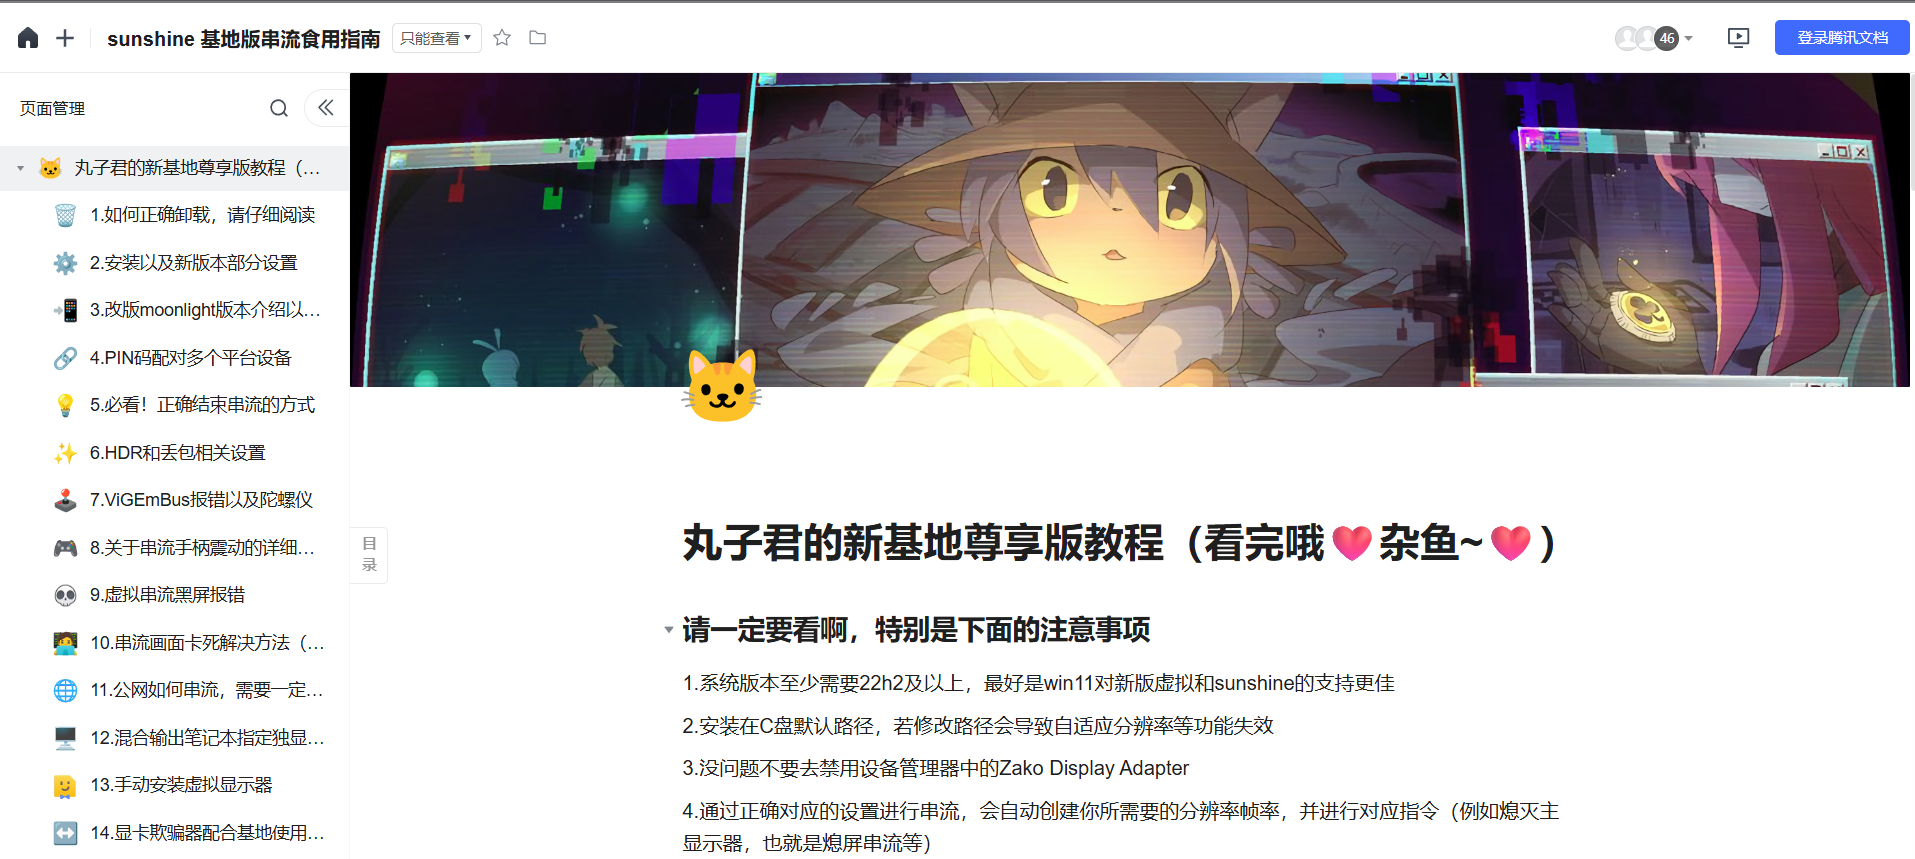 sunshine 基地版串流食用指南
只能查看
46
登录腾讯文档
页面管理
丸子君的新基地尊享版教程（...
1.如何正确卸载，请仔细阅读
2.安装以及新版本部分设置
3.改版moonlight版本介绍以...
4.PIN码配对多个平台设备
5.必看！正确结束串流的方式
6.HDR和丢包相关设置
7.ViGEmBus报错以及陀螺仪
8.关于串流手柄震动的详细...
9.虚拟串流黑屏报错
10.串流画面卡死解决方法（...
11.公网如何串流，需要一定...
12.混合输出笔记本指定独显...
13.手动安装虚拟显示器
14.显卡欺骗器配合基地使用...
目
录
丸子君的新基地尊享版教程（看完哦💗杂鱼~💗）
请一定要看啊，特别是下面的注意事项
1.系统版本至少需要22h2及以上，最好是win11对新版虚拟和sunshine的支持更佳
2.安装在C盘默认路径，若修改路径会导致自适应分辨率等功能失效
3.没问题不要去禁用设备管理器中的Zako Display Adapter
4.通过正确对应的设置进行串流，会自动创建你所需要的分辨率帧率，并进行对应指令（例如熄灭主
显示器，也就是熄屏串流等）